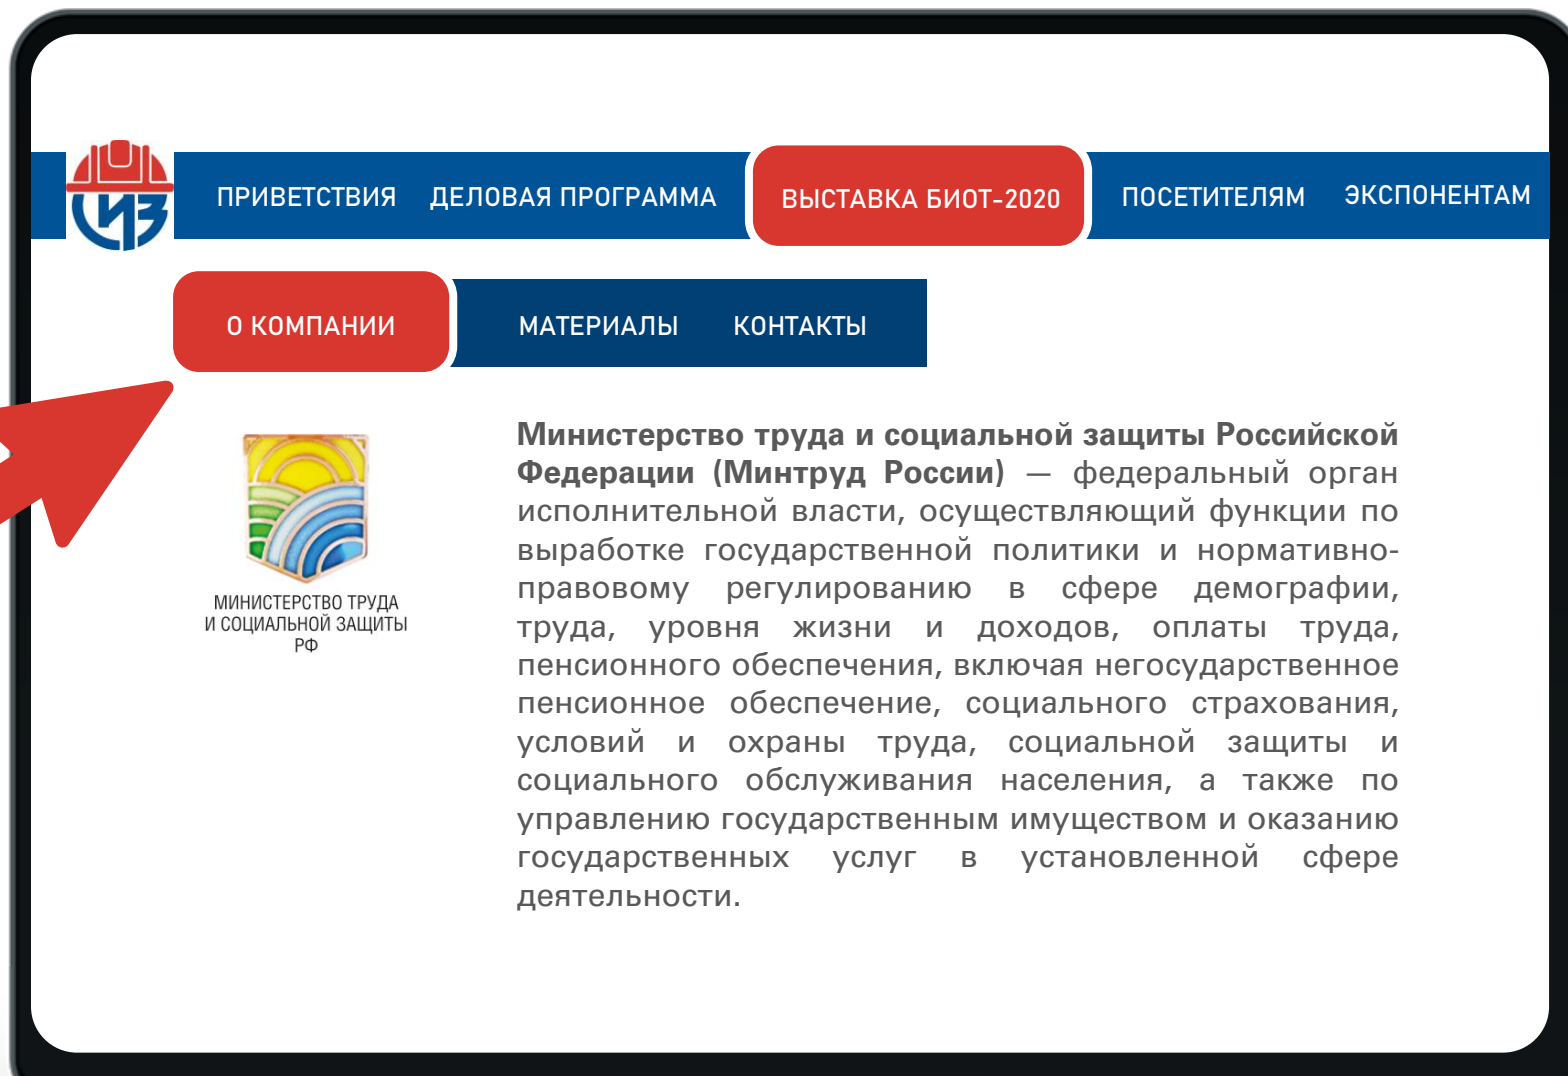 СИЗ
ПРИВЕТСТВИЯ ДЕЛОВАЯ ПРОГРАММА ВЫСТАВКА БИОТ-2020 ПОСЕТИТЕЛЯМ ЭКСПОНЕНТАМ
О КОМПАНИИ МАТЕРИАЛЫ КОНТАКТЫ
МИНИСТЕРСТВО ТРУДА
И СОЦИАЛЬНОЙ ЗАЩИТЫ
РФ
Министерство труда и социальной защиты Российской
Федерации (Минтруд России) — федеральный орган
исполнительной власти, осуществляющий функции по
выработке государственной политики и нормативно-
правовому регулированию в сфере демографии,
труда, уровня жизни и доходов, оплаты труда,
пенсионного обеспечения, включая негосударственное
пенсионное обеспечение, социального страхования,
условий и охраны труда, социальной защиты и
социального обслуживания населения, а также по
управлению государственным имуществом и оказанию
государственных услуг в установленной сфере
деятельности.